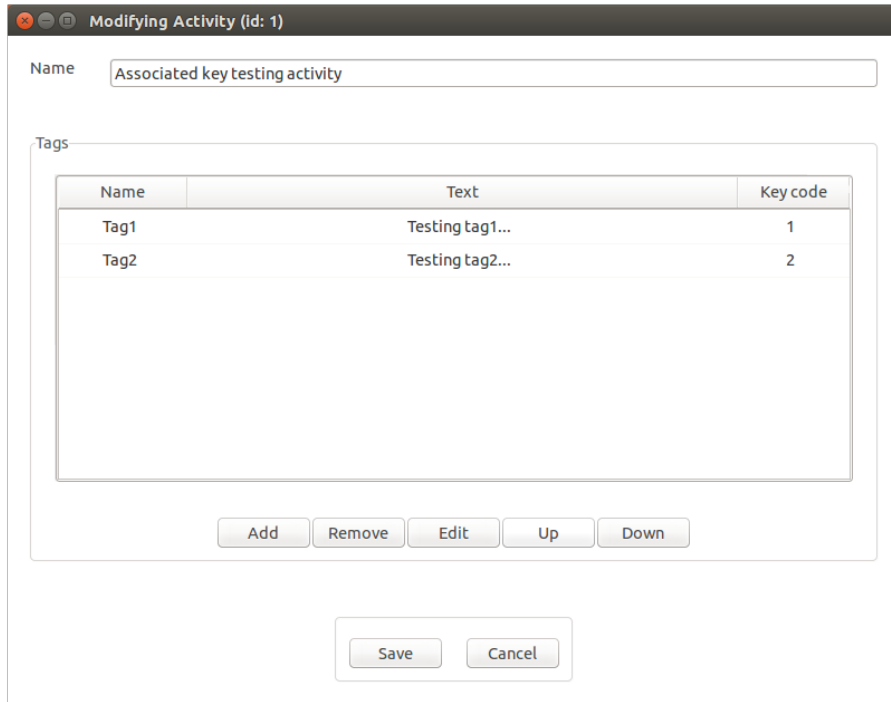 Modifying Activity (id: 1)
Name Associated key testing activity
Tags
Name Text Key code
Tag1 Testing tag1... 1
Tag2 Testing tag2... 2
Add Remove Edit Up Down
Save Cancel